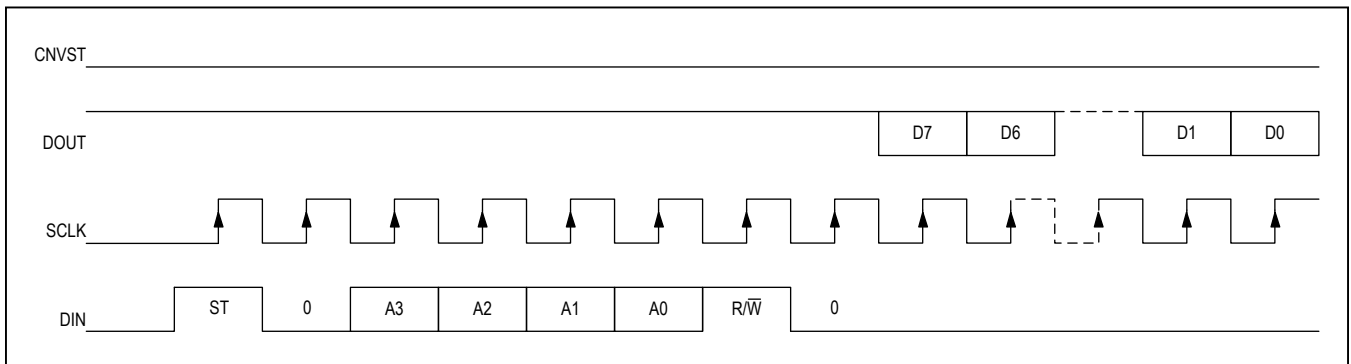 CNVST
DOUT D7 D6 D1 D0
SCLK
DIN ST 0 A3 A2 A1 A0 R/W̅ 0